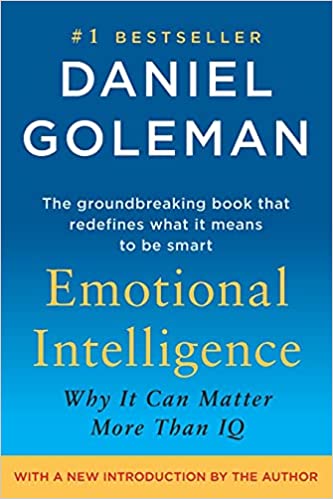 #1 BESTSELLER
DANIEL
GOLEMAN
The groundbreaking book that
redefines what it means
to be smart
Emotional
Intelligence
Why It Can Matter
More Than IQ
WITH A NEW INTRODUCTION BY THE AUTHOR